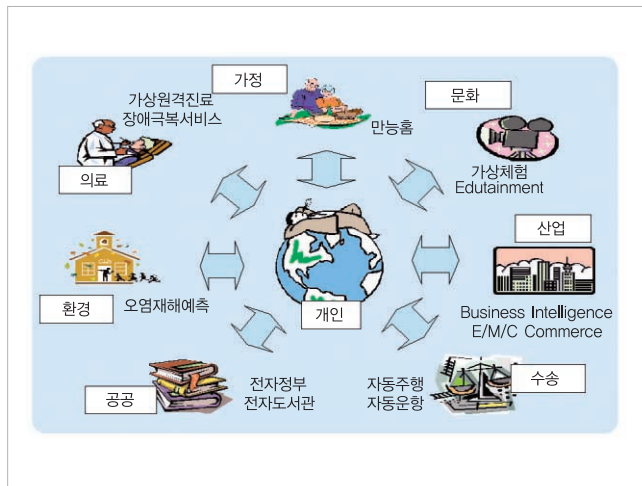 가정
문화
가상원격진료
장애극복서비스
만능홈
의료
가상체험
Edutainment
산업
환경
오염재해예측
개인
Business Intelligence
E/M/C Commerce
공공
전자정부
전자도서관
자동주행
자동운항
수송